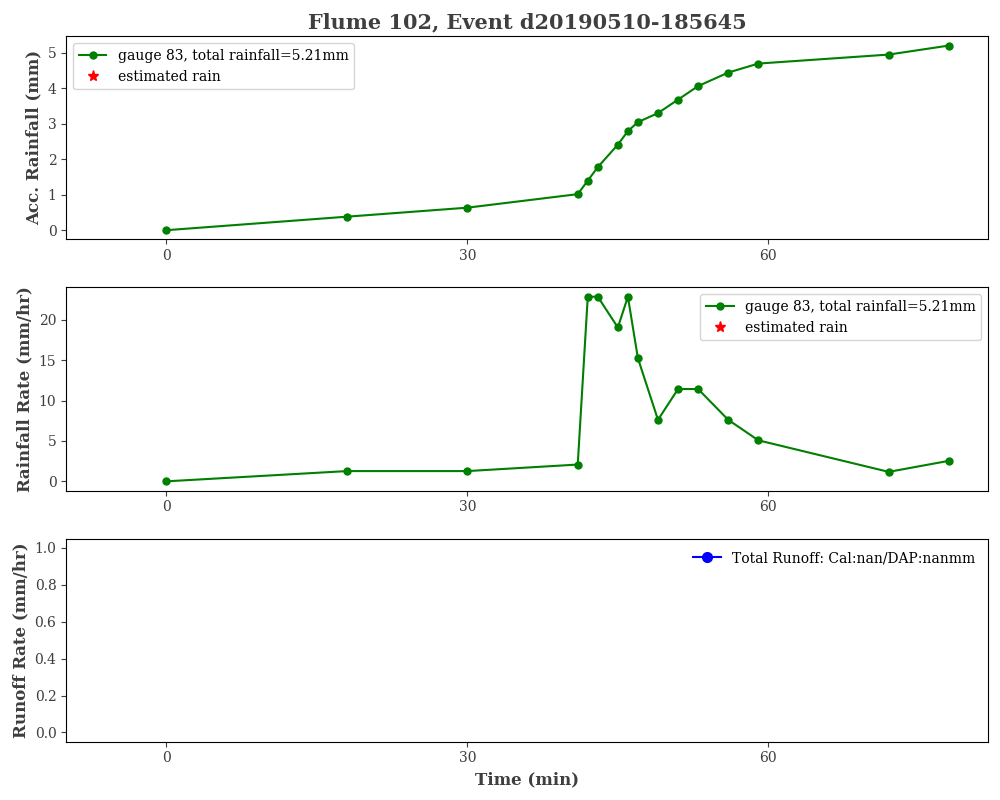 Flume 102, Event d20190510-185645
Acc. Rainfall (mm)
5
4
3
2
1
0
gauge 83, total rainfall=5.21mm
estimated rain
0 30 60
Rainfall Rate (mm/hr)
20
15
10
5
0
gauge 83, total rainfall=5.21mm
estimated rain
0 30 60
Runoff Rate (mm/hr)
1.0
0.8
0.6
0.4
0.2
0.0
Total Runoff: Cal:nan/DAP:nanmm
0 30 60
Time (min)